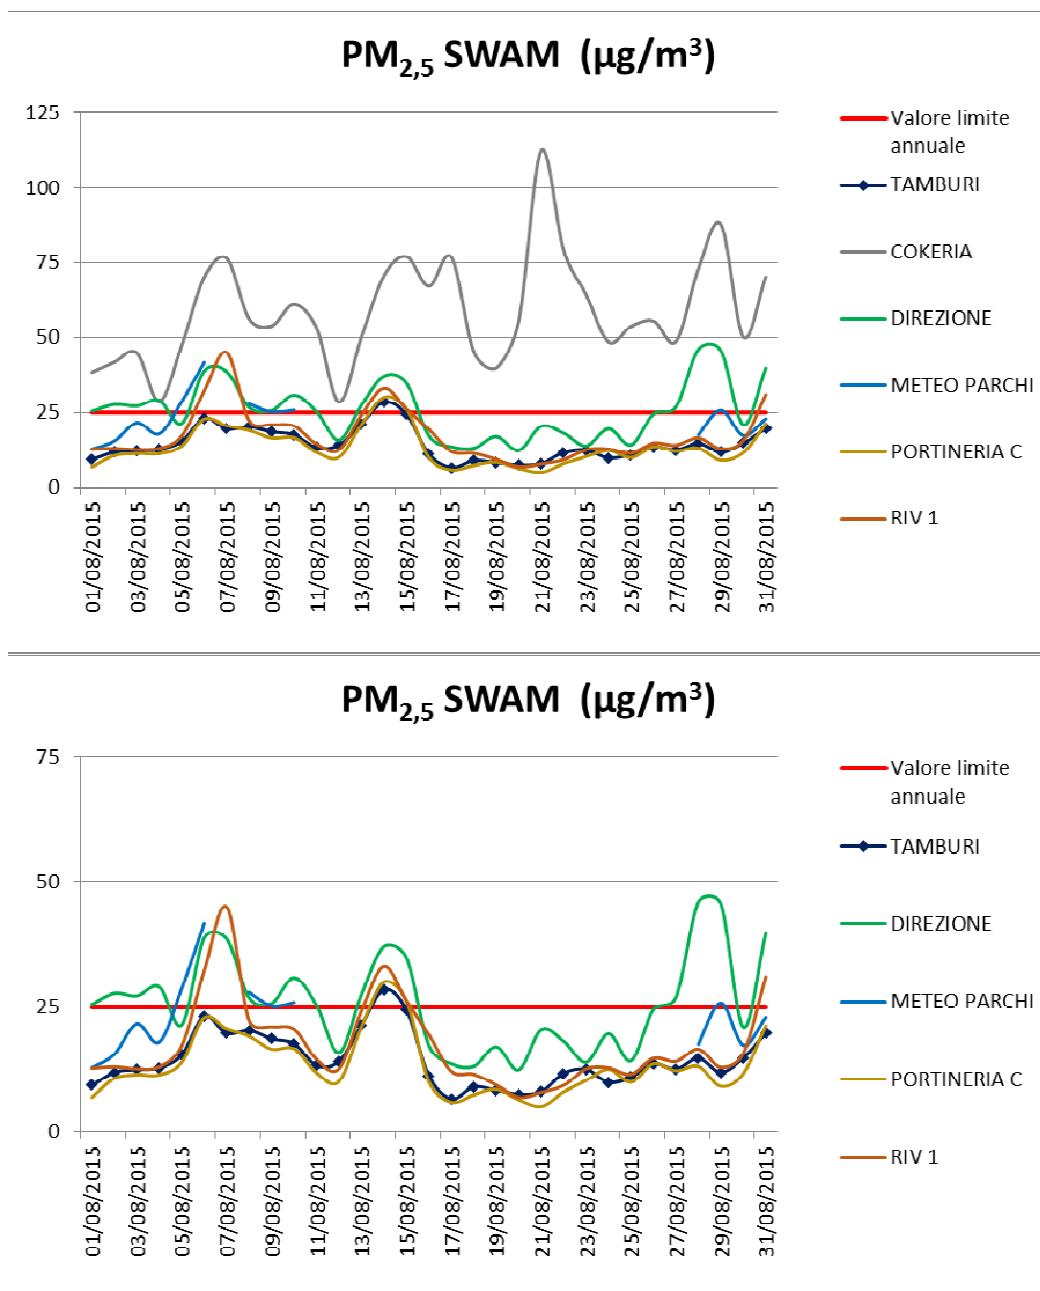 PM2,5 SWAM (µg/m³)
125
100
75
50
25
0
01/08/2015
03/08/2015
05/08/2015
07/08/2015
09/08/2015
11/08/2015
13/08/2015
15/08/2015
17/08/2015
19/08/2015
21/08/2015
23/08/2015
25/08/2015
27/08/2015
29/08/2015
31/08/2015
Valore limite
annuale
TAMBURI
COKERIA
DIREZIONE
METEO PARCHI
PORTINERIA C
RIV 1
PM2,5 SWAM (µg/m³)
75
50
25
0
01/08/2015
03/08/2015
05/08/2015
07/08/2015
09/08/2015
11/08/2015
13/08/2015
15/08/2015
17/08/2015
19/08/2015
21/08/2015
23/08/2015
25/08/2015
27/08/2015
29/08/2015
31/08/2015
Valore limite
annuale
TAMBURI
DIREZIONE
METEO PARCHI
PORTINERIA C
RIV 1